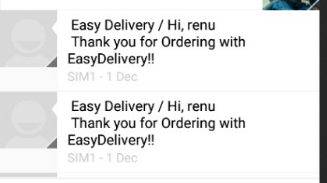 Easy Delivery / Hi, renu
Thank you for Ordering with
EasyDelivery!!
SIM1 - 1 Dec
Easy Delivery / Hi, renu
Thank you for Ordering with
EasyDelivery!!
SIM1 - 1 Dec